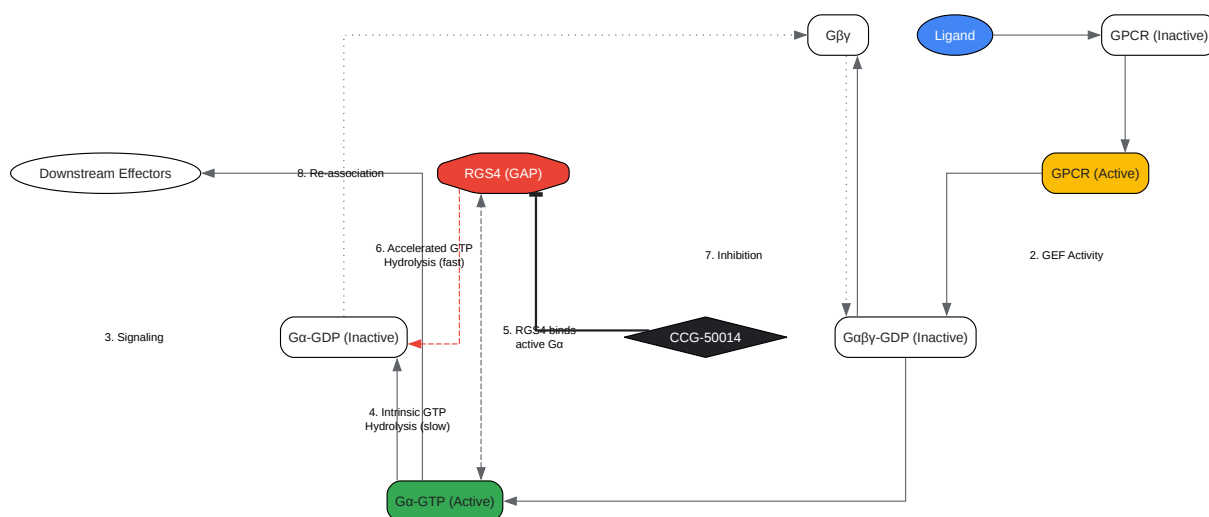 Gβγ
Ligand
GPCR (Inactive)
Downstream Effectors
8. Re-association
RGS4 (GAP)
GPCR (Active)
6. Accelerated GTP
Hydrolysis (fast)
7. Inhibition
2. GEF Activity
3. Signaling
Gα-GDP (Inactive)
5. RGS4 binds
active Gα
CCG-50014
Gαβγ-GDP (Inactive)
4. Intrinsic GTP
Hydrolysis (slow)
Gα-GTP (Active)